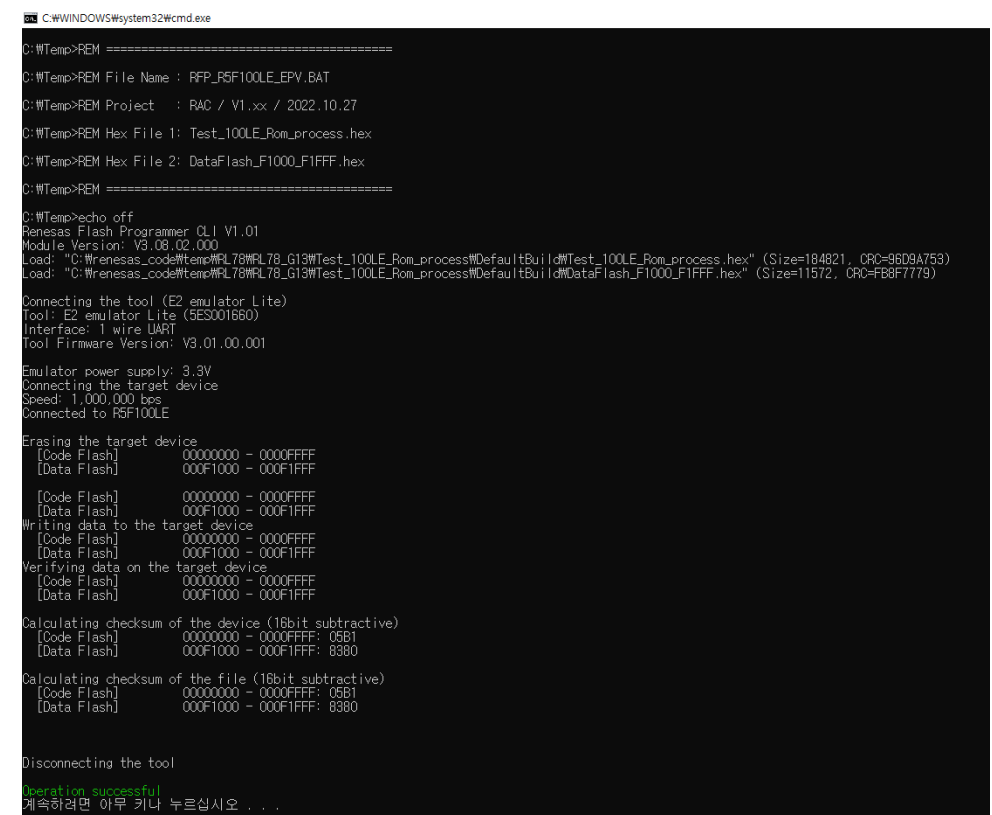 C:₩WINDOWS₩system32₩cmd.exe
C:₩Temp>REM =========================================
C:₩Temp>REM File Name : RFP_R5F100LE_EPV.BAT
C:₩Temp>REM Project   : RAC / V1.xx / 2022.10.27
C:₩Temp>REM Hex File 1: Test_100LE_Rom_process.hex
C:₩Temp>REM Hex File 2: DataFlash_F1000_F1FFF.hex
C:₩Temp>REM =========================================
C:₩Temp>echo off
Renesas Flash Programmer CLI V1.01
Module Version: V3.08.02.000
Load: "C:₩renesas_code₩temp₩RL78₩RL78_G13₩Test_100LE_Rom_process₩DefaultBuild₩Test_100LE_Rom_process.hex" (Size=184821, CRC=96D9A753)
Load: "C:₩renesas_code₩temp₩RL78₩RL78_G13₩Test_100LE_Rom_process₩DefaultBuild₩DataFlash_F1000_F1FFF.hex" (Size=11572, CRC=FB8F7779)
Connecting the tool (E2 emulator Lite)
Tool: E2 emulator Lite (5ES001660)
Interface: 1 wire UART
Tool Firmware Version: V3.01.00.001
Emulator power supply: 3.3V
Connecting the target device
Speed: 1,000,000 bps
Connected to R5F100LE
Erasing the target device
[Code Flash]         00000000 - 0000FFFF
[Data Flash]         000F1000 - 000F1FFF
[Code Flash]         00000000 - 0000FFFF
[Data Flash]         000F1000 - 000F1FFF
Writing data to the target device
[Code Flash]         00000000 - 0000FFFF
[Data Flash]         000F1000 - 000F1FFF
Verifying data on the target device
[Code Flash]         00000000 - 0000FFFF
[Data Flash]         000F1000 - 000F1FFF
Calculating checksum of the device (16bit subtractive)
[Code Flash]         00000000 - 0000FFFF: 05B1
[Data Flash]         000F1000 - 000F1FFF: 8380
Calculating checksum of the file (16bit subtractive)
[Code Flash]         00000000 - 0000FFFF: 05B1
[Data Flash]         000F1000 - 000F1FFF: 8380
Disconnecting the tool
Operation successful
계속하려면 아무 키나 누르십시오 . . .